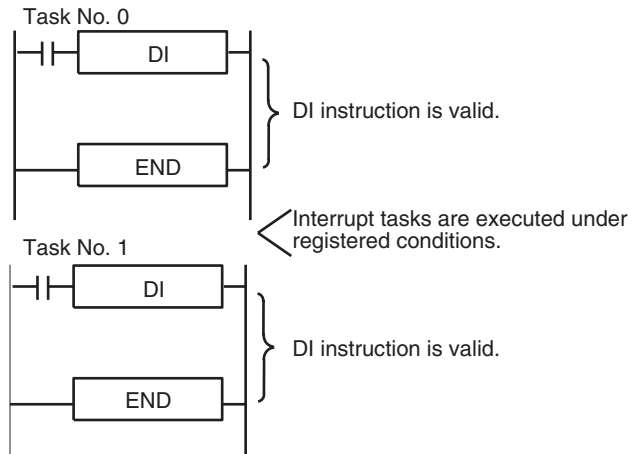 Task No. 0
DI
DI instruction is valid.
END
Interrupt tasks are executed under
registered conditions.
Task No. 1
DI
DI instruction is valid.
END